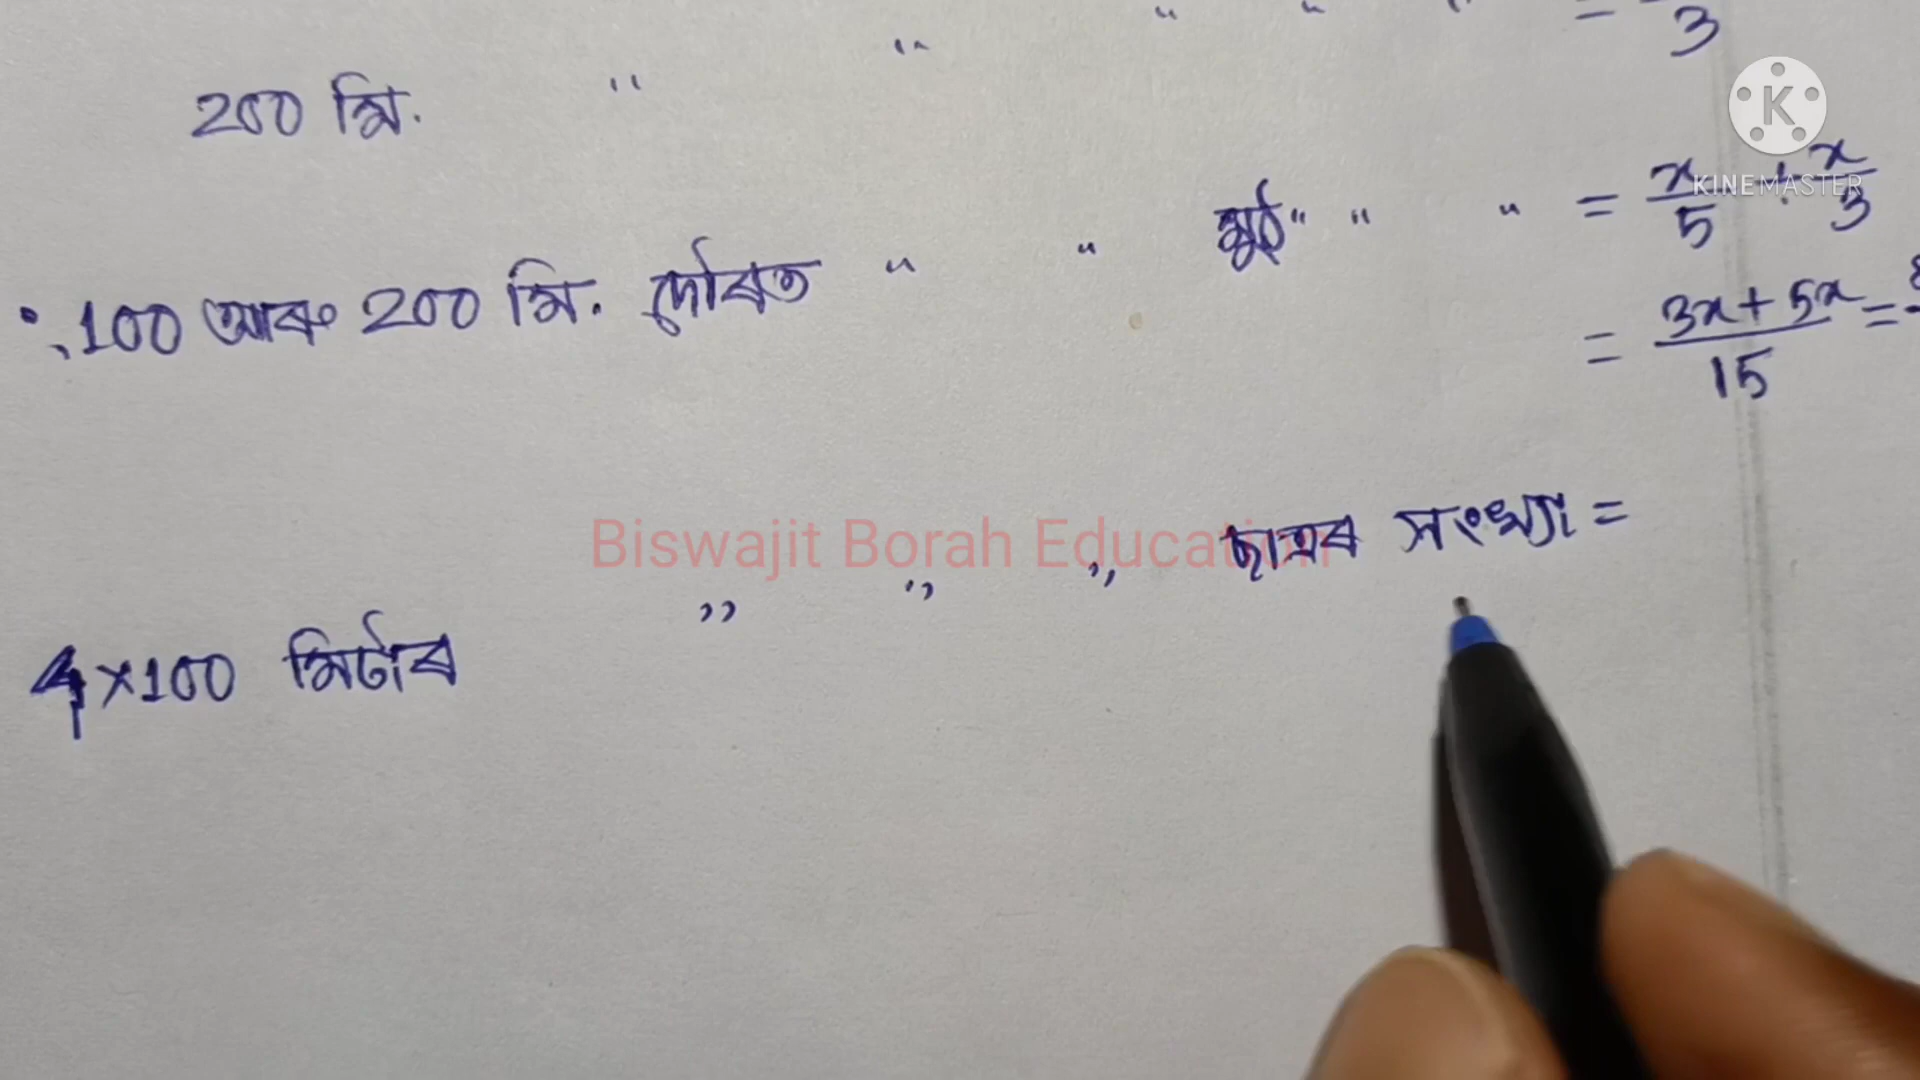 " " " = 3
200 মি. " "
∴ 100 আৰু 200 মি. দৌৰত " " মুঠ " " " = x/5 + x/3
= 3x + 5x/15 =
4×100 মিটাৰ " " " ছাত্ৰৰ সংখ্যা =
Biswajit Borah Education
K
KINEMASTER